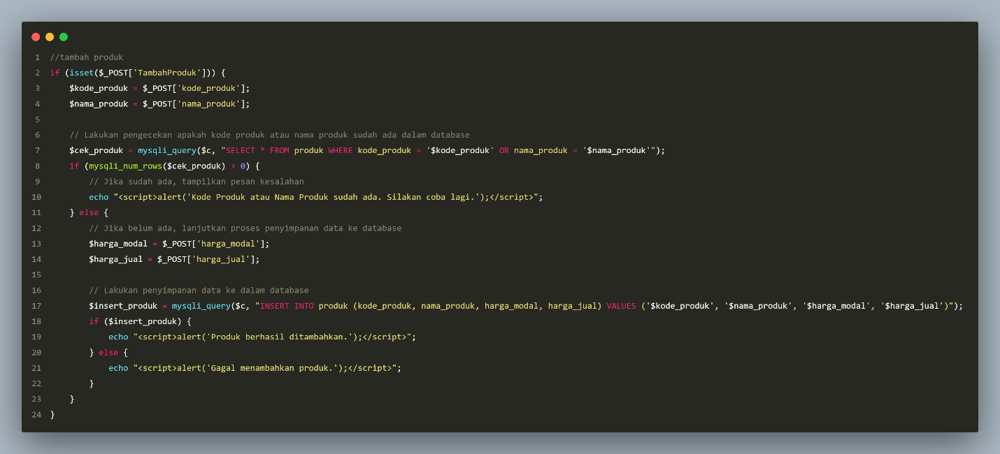 1 //tambah produk
2 if (isset($_POST['TambahProduk'])) {
3     $kode_produk = $_POST['kode_produk'];
4     $nama_produk = $_POST['nama_produk'];
5
6     // Lakukan pengecekan apakah kode produk atau nama produk sudah ada dalam database
7     $cek_produk = mysqli_query($c, "SELECT * FROM produk WHERE kode_produk = '$kode_produk' OR nama_produk = '$nama_produk'");
8     if (mysqli_num_rows($cek_produk) > 0) {
9         // Jika sudah ada, tampilkan pesan kesalahan
10         echo "<script>alert('Kode Produk atau Nama Produk sudah ada. Silakan coba lagi.');</script>";
11     } else {
12         // Jika belum ada, lanjutkan proses penyimpanan data ke database
13         $harga_modal = $_POST['harga_modal'];
14         $harga_jual = $_POST['harga_jual'];
15
16         // Lakukan penyimpanan data ke dalam database
17         $insert_produk = mysqli_query($c, "INSERT INTO produk (kode_produk, nama_produk, harga_modal, harga_jual) VALUES ('$kode_produk', '$nama_produk', '$harga_modal', '$harga_jual')");
18         if ($insert_produk) {
19             echo "<script>alert('Produk berhasil ditambahkan.');</script>";
20         } else {
21             echo "<script>alert('Gagal menambahkan produk.');</script>";
22         }
23     }
24 }